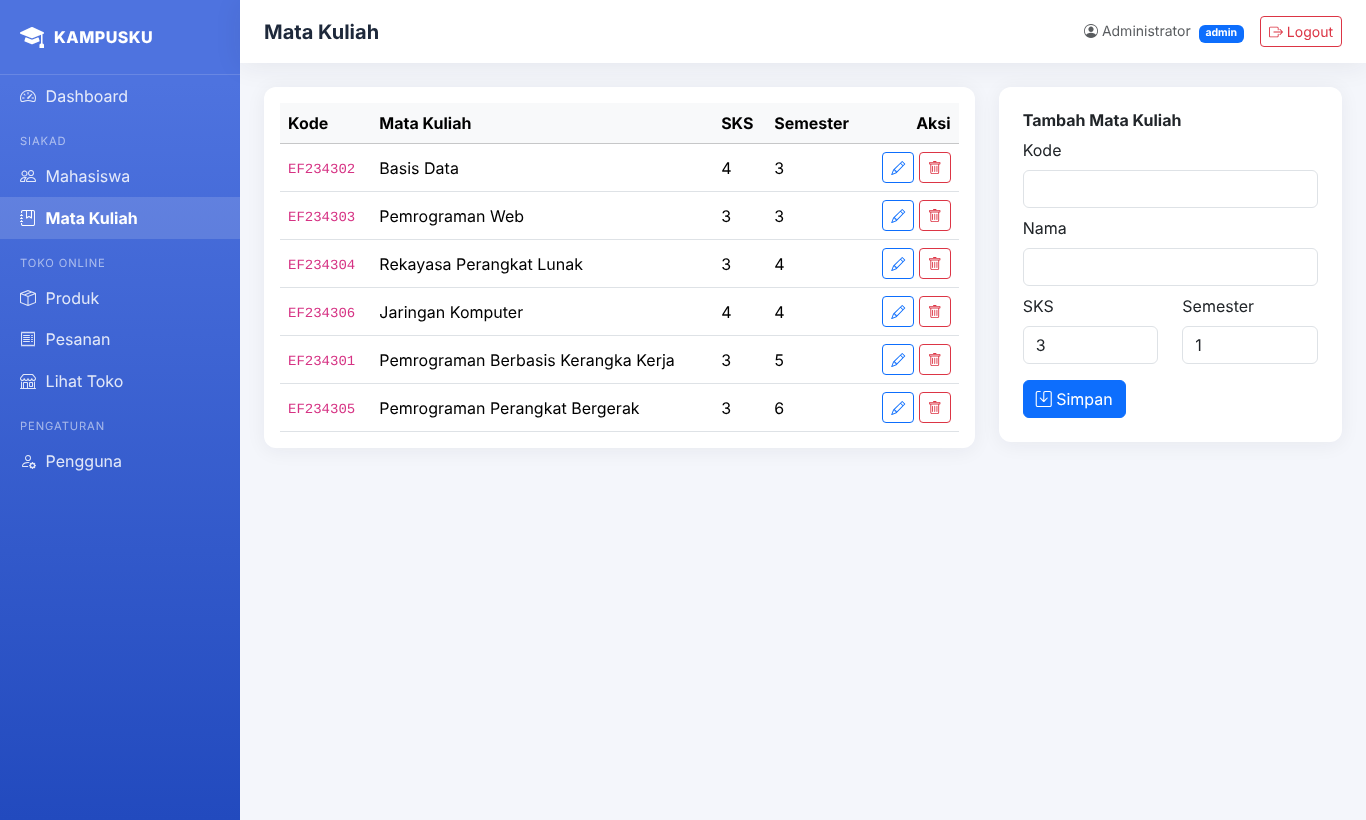 KAMPUSKU
Dashboard
SIAKAD
Mahasiswa
Mata Kuliah
TOKO ONLINE
Produk
Pesanan
Lihat Toko
PENGATURAN
Pengguna
Mata Kuliah
Administrator admin Logout
Kode Mata Kuliah SKS Semester Aksi
EF234302 Basis Data 4 3
EF234303 Pemrograman Web 3 3
EF234304 Rekayasa Perangkat Lunak 3 4
EF234306 Jaringan Komputer 4 4
EF234301 Pemrograman Berbasis Kerangka Kerja 3 5
EF234305 Pemrograman Perangkat Bergerak 3 6
Tambah Mata Kuliah
Kode
Nama
SKS Semester
3 1
Simpan